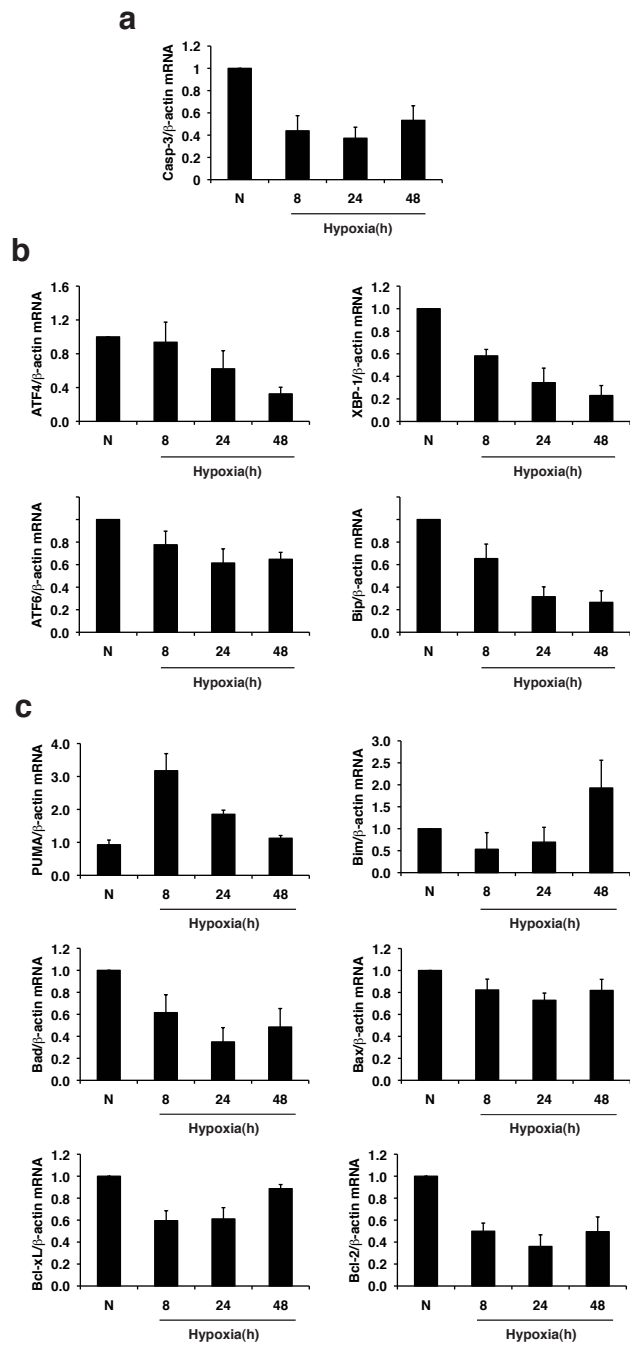 a
Casp-3/β-actin mRNA
1.2
1
0.8
0.6
0.4
0.2
0
N 8 24 48
Hypoxia(h)
b
ATF4/β-actin mRNA
1.6
1.2
0.8
0.4
0.0
N 8 24 48
Hypoxia(h)
XBP-1/β-actin mRNA
1.2
1.0
0.8
0.6
0.4
0.2
0.0
N 8 24 48
Hypoxia(h)
ATF6/β-actin mRNA
0.8
0.6
0.4
0.2
0.0
N 8 24 48
Hypoxia(h)
Bip/β-actin mRNA
0.8
0.6
0.4
0.2
0.0
N 8 24 48
Hypoxia(h)
c
PUMA/β-actin mRNA
4.0
3.0
2.0
1.0
0.0
N 8 24 48
Hypoxia(h)
Bim/β-actin mRNA
3.0
2.5
2.0
1.5
1.0
0.5
0.0
N 8 24 48
Hypoxia(h)
Bad/β-actin mRNA
1.2
1.0
0.8
0.6
0.4
0.2
0.0
N 8 24 48
Hypoxia(h)
Bax/β-actin mRNA
1.2
1.0
0.8
0.6
0.4
0.2
0.0
N 8 24 48
Hypoxia(h)
Bcl-xL/β-actin mRNA
1.2
1.0
0.8
0.6
0.4
0.2
0.0
N 8 24 48
Hypoxia(h)
Bcl-2/β-actin mRNA
1.2
1.0
0.8
0.6
0.4
0.2
0.0
N 8 24 48
Hypoxia(h)